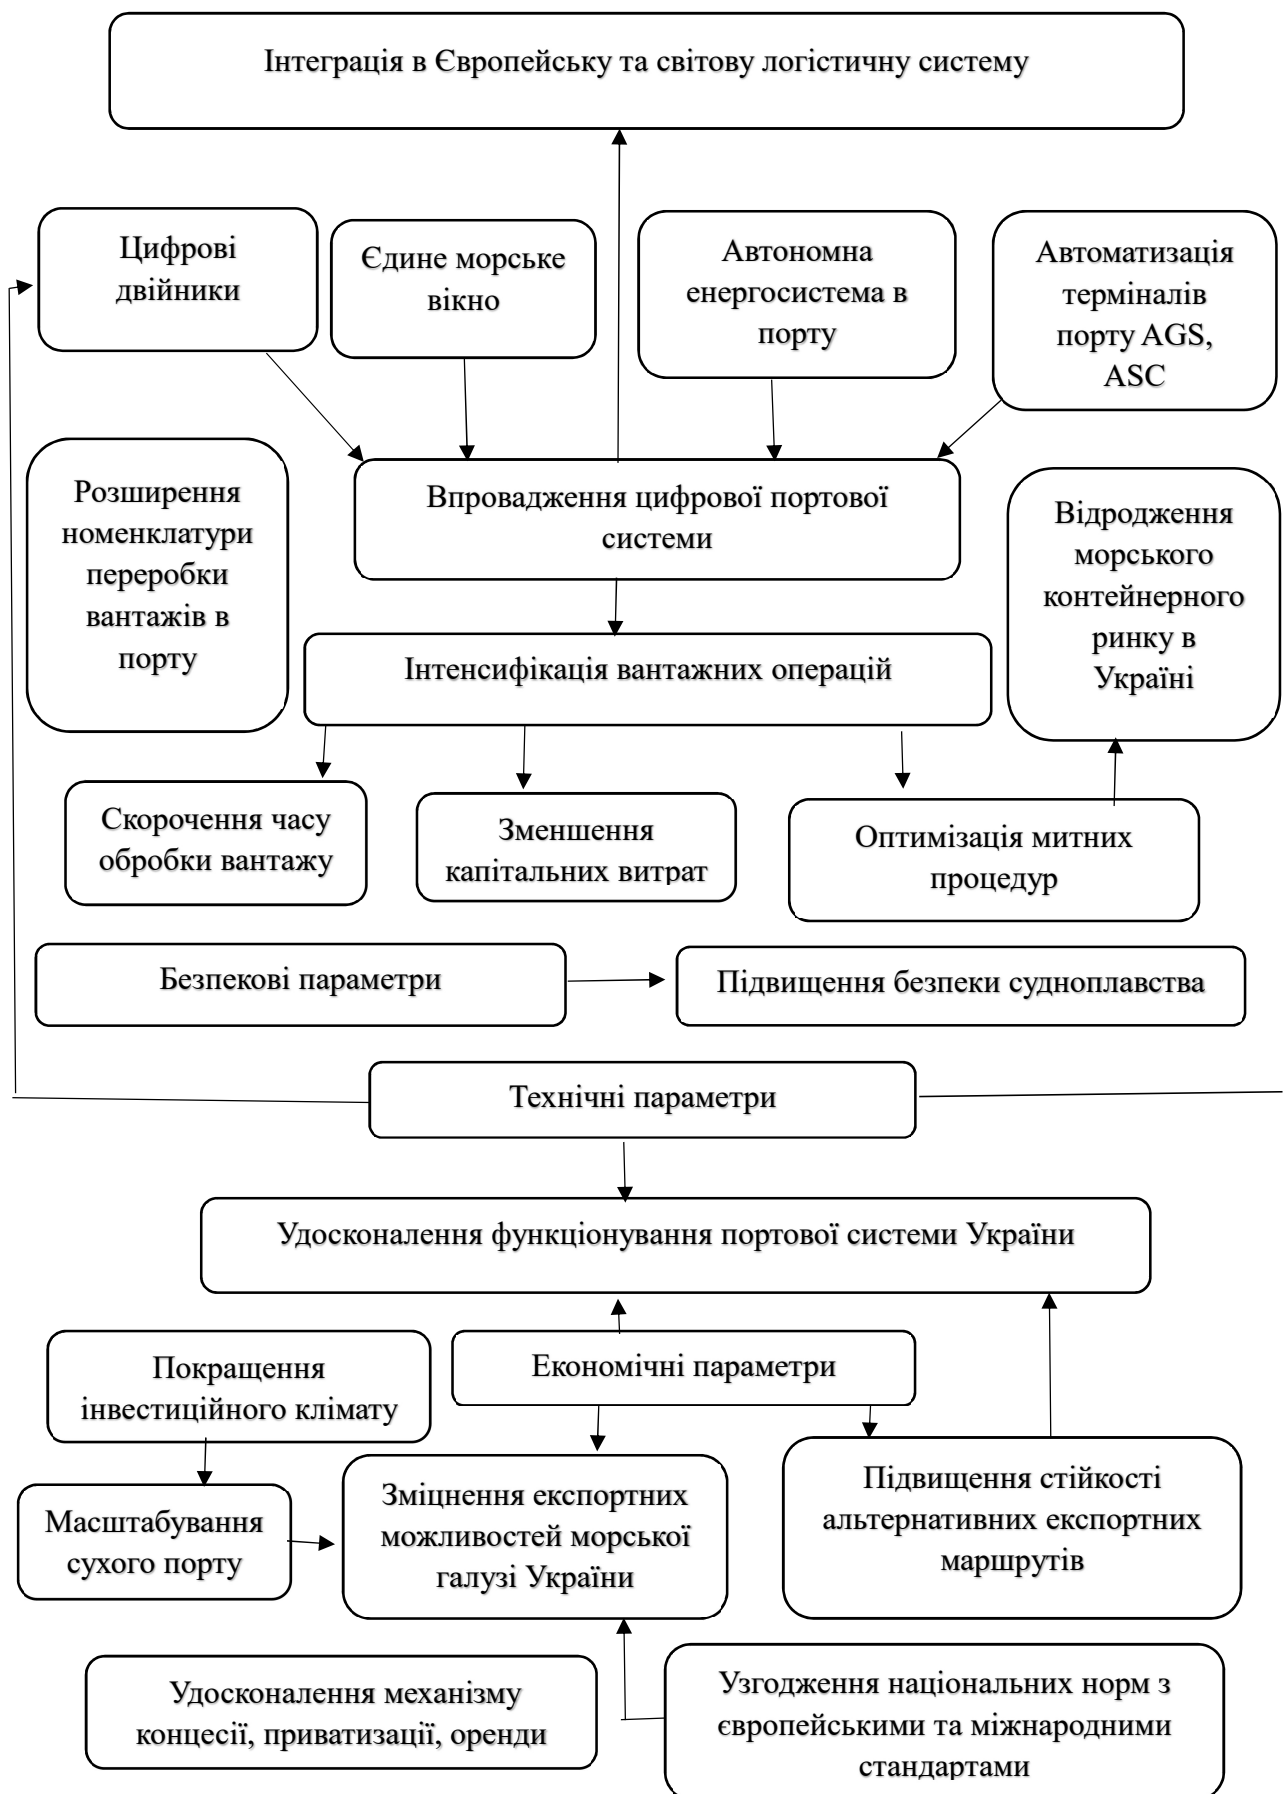 Інтеграція в Європейську та світову логістичну систему
Цифрові
двійники
Єдине морське
вікно
Автономна
енергосистема в
порту
Автоматизація
терміналів
порту AGS,
ASC
Розширення
номенклатури
переробки
вантажів в
порту
Впровадження цифрової портової
системи
Відродження
морського
контейнерного
ринку в
Україні
Інтенсифікація вантажних операцій
Скорочення часу
обробки вантажу
Зменшення
капітальних витрат
Оптимізація митних
процедур
Безпекові параметри
Підвищення безпеки судноплавства
Технічні параметри
Удосконалення функціонування портової системи України
Покращення
інвестиційного клімату
Економічні параметри
Масштабування
сухого порту
Зміцнення експортних
можливостей морської
галузі України
Підвищення стійкості
альтернативних експортних
маршрутів
Удосконалення механізму
концесії, приватизації, оренди
Узгодження національних норм з
європейськими та міжнародними
стандартами